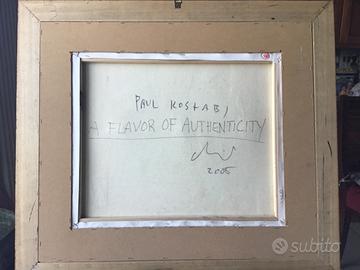 PAUL KOSTABI
A FLAVOR OF AUTHENTICITY
2005
subito